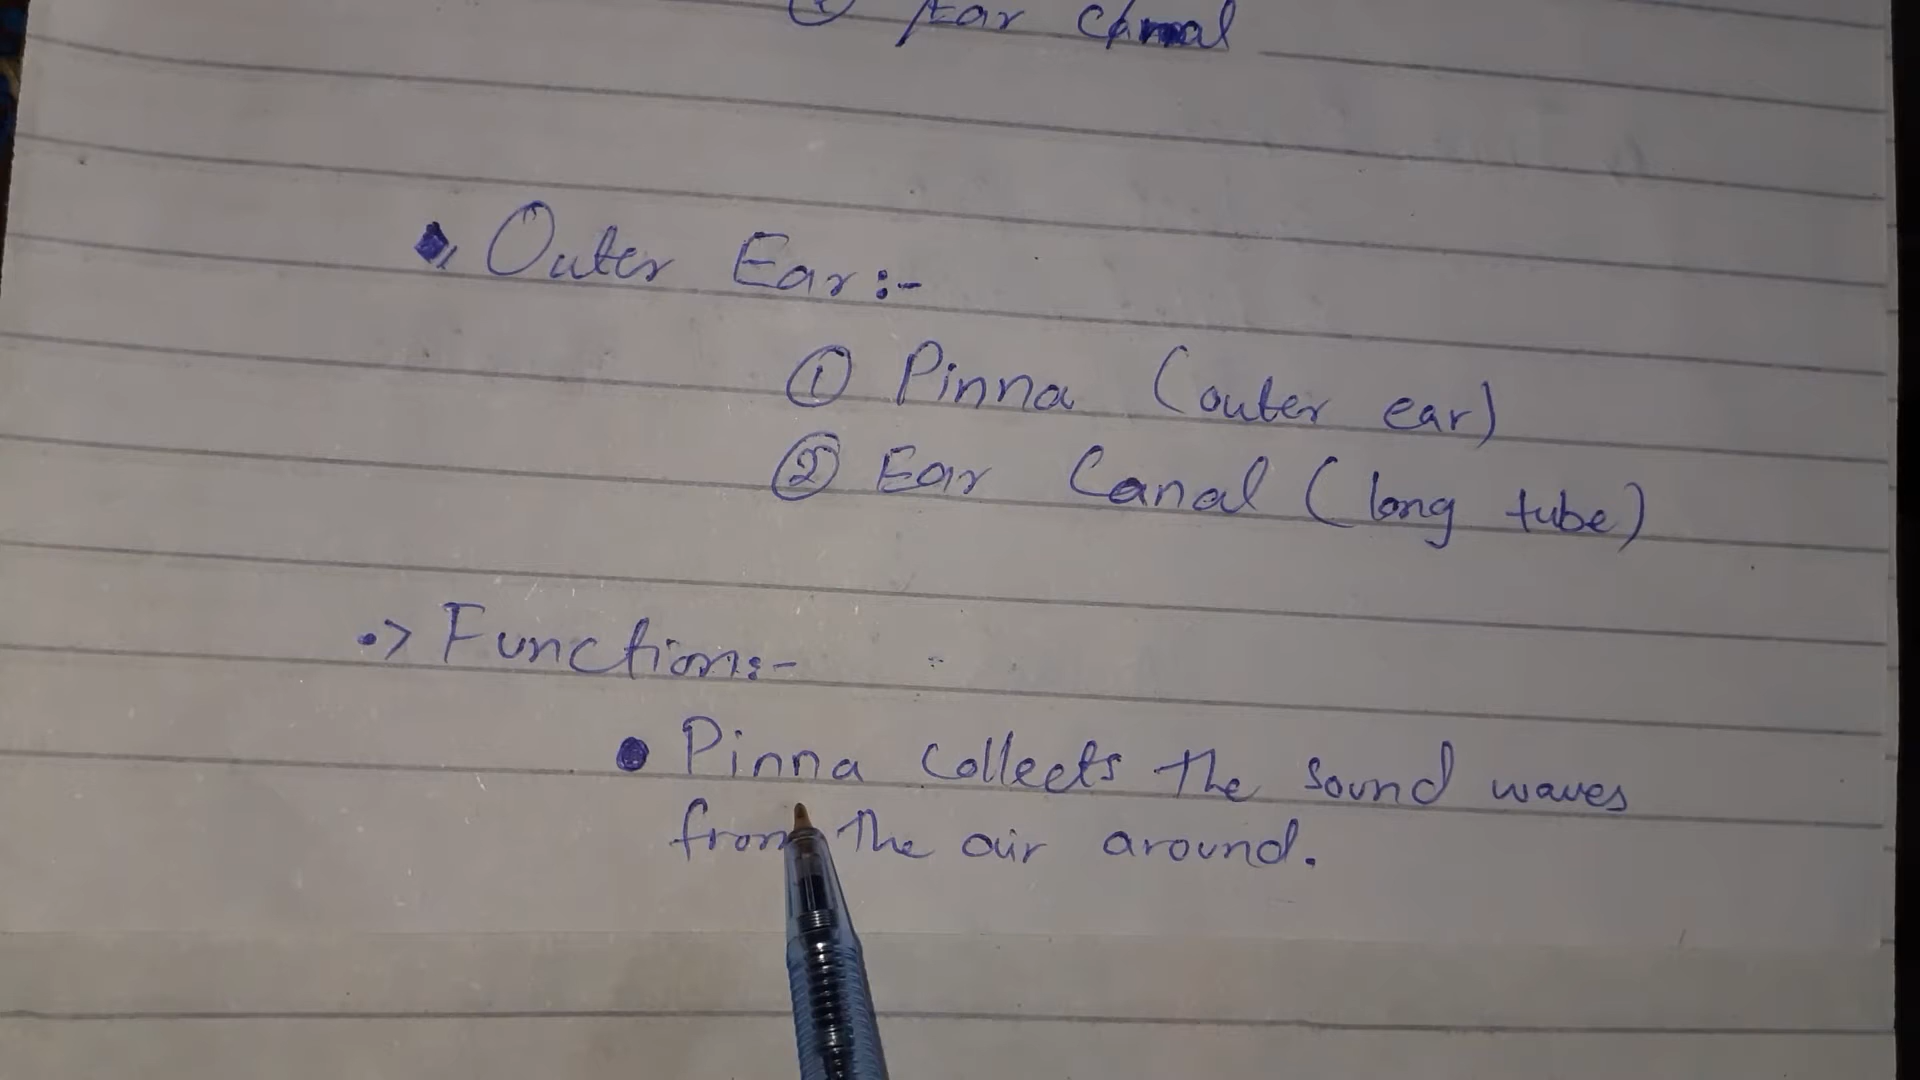 ② Ear Canal
• Outer Ear:-
① Pinna (outer ear)
② Ear Canal (long tube)
•> Function:-
• Pinna collects the sound waves
from the air around.